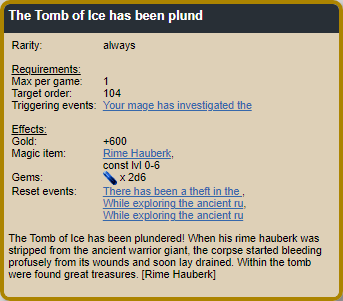 The Tomb of Ice has been plund
Rarity: always
Requirements:
Max per game: 1
Target order: 104
Triggering events: Your mage has investigated the
Effects:
Gold: +600
Magic item: Rime Hauberk,
const lvl 0-6
Gems: x 2d6
Reset events: There has been a theft in the ,
While exploring the ancient ru,
While exploring the ancient ru
The Tomb of Ice has been plundered! When his rime hauberk was
stripped from the ancient warrior giant, the corpse started bleeding
profusely from its wounds and soon lay drained. Within the tomb
were found great treasures. [Rime Hauberk]